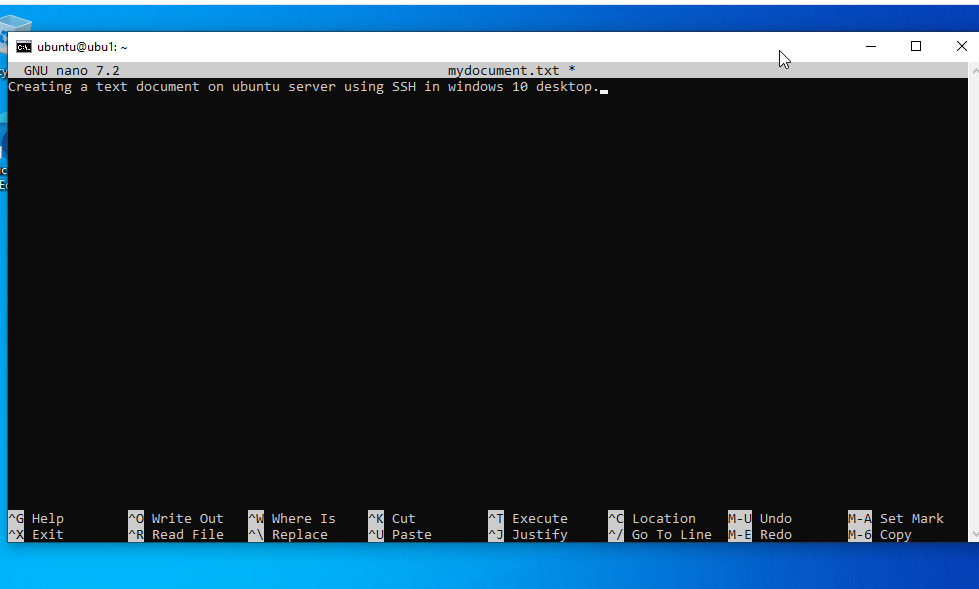 ubuntu@ubu1: ~
GNU nano 7.2 mydocument.txt *
Creating a text document on ubuntu server using SSH in windows 10 desktop.
^G Help ^O Write Out ^W Where Is ^K Cut ^T Execute ^C Location M-U Undo M-A Set Mark
^X Exit ^R Read File ^\ Replace ^U Paste ^J Justify ^/ Go To Line M-E Redo M-6 Copy